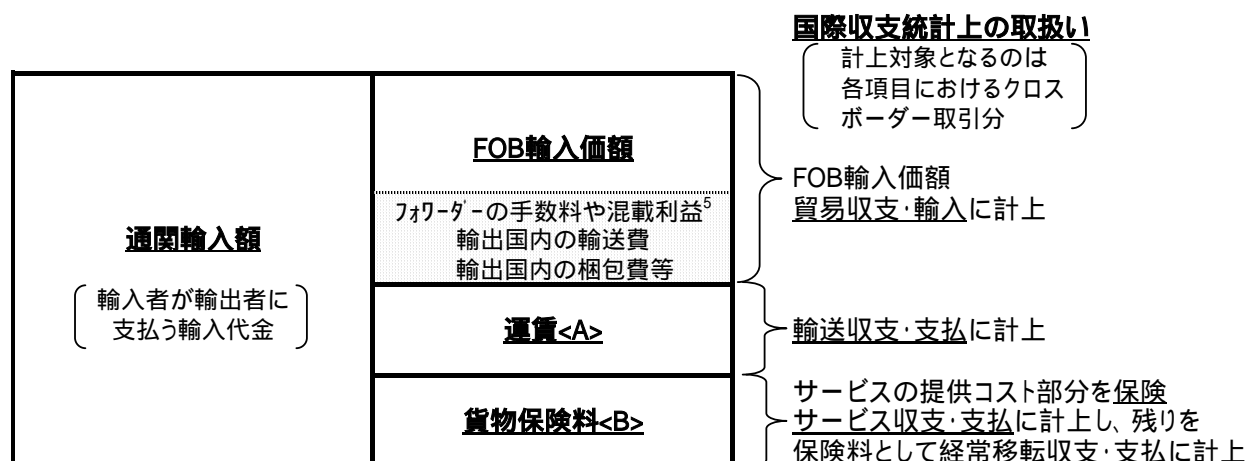 国際収支統計上の取扱い
計上対象となるのは
各項目におけるクロス
ボーダー取引分
通関輸入額
輸入者が輸出者に
支払う輸入代金
FOB輸入価額
フォワーダーの手数料や混載利益5
輸出国内の輸送費
輸出国内の梱包費等
運賃<A>
貨物保険料<B>
FOB輸入価額
貿易収支・輸入に計上
輸送収支・支払に計上
サービスの提供コスト部分を保険
サービス収支・支払に計上し、残りを
保険料として経常移転収支・支払に計上